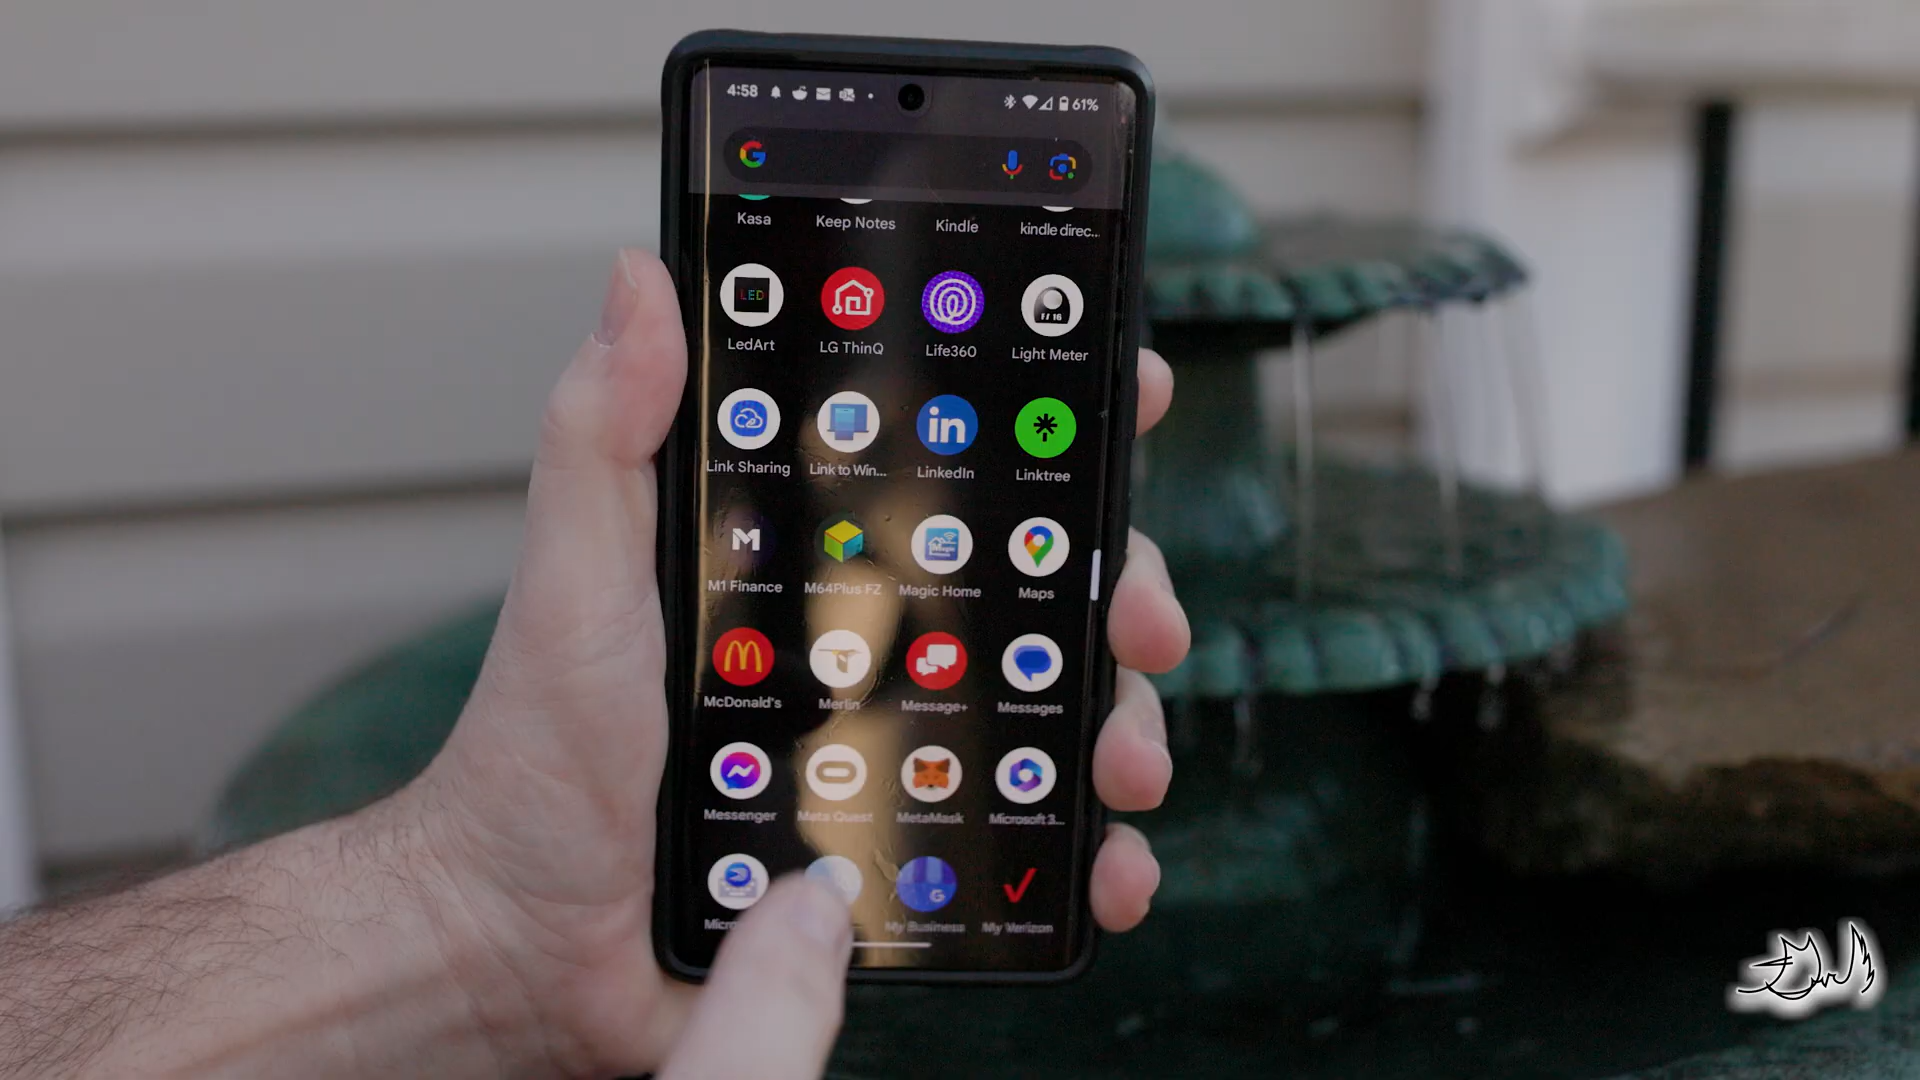 4:58 61%
Kasa Keep Notes Kindle kindle direc...
LED
// 16
LedArt LG ThinQ Life360 Light Meter
in
Link Sharing Link to Win... LinkedIn Linktree
M1 Finance M64Plus FZ Magic Home Maps
McDonald's Merlin Message+ Messages
Messenger Meta Quest MetaMask Microsoft 3...
G
My Business My Verizon